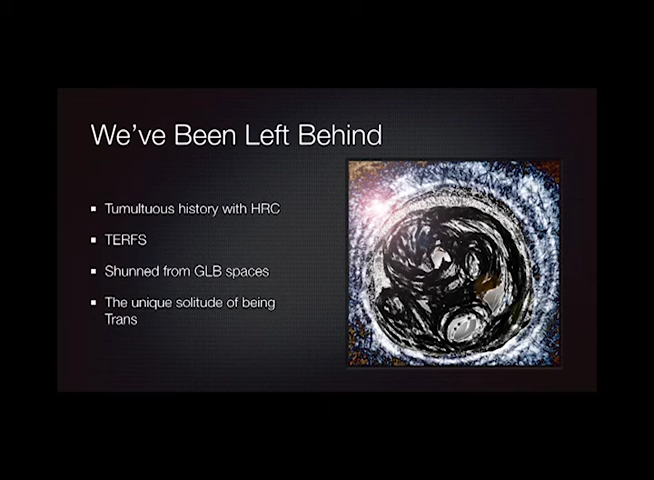 We've Been Left Behind
Tumultuous history with HRC
TERFS
Shunned from GLB spaces
The unique solitude of being
Trans